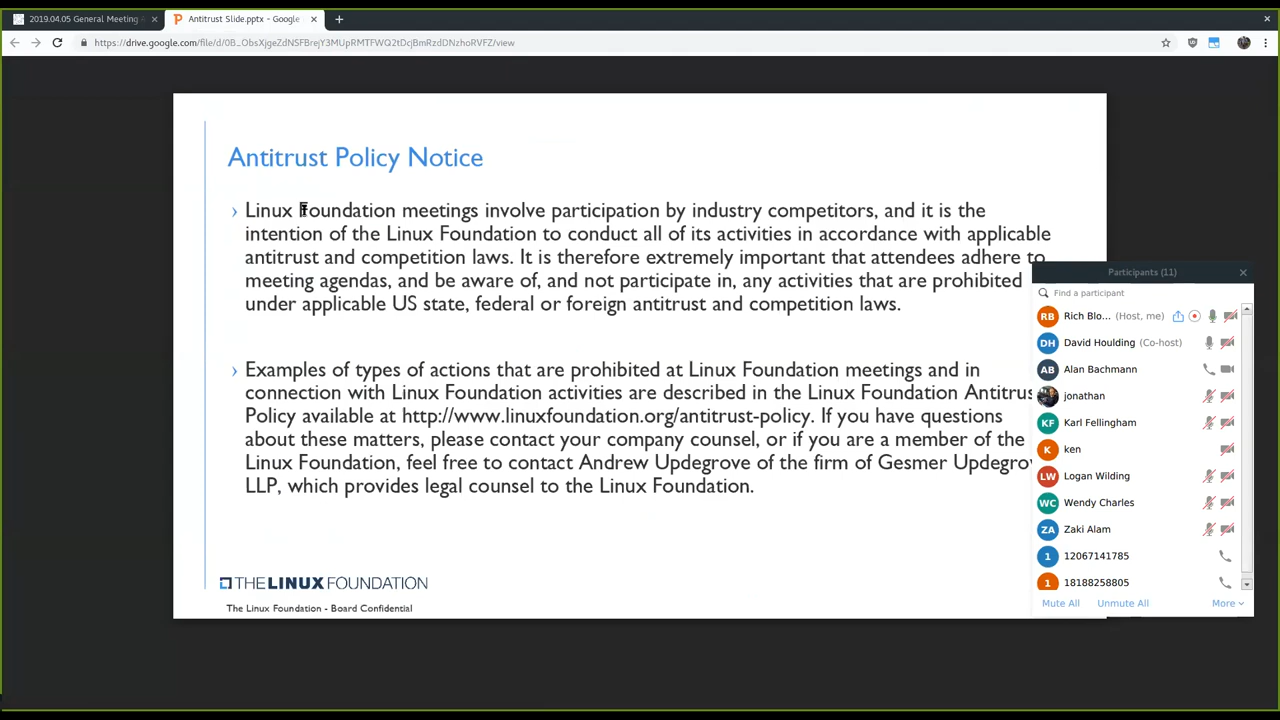 2019.04.05 General Meeting
Antitrust Slide.pptx - Google
https://drive.google.com/file/d/0B_ObsXjgeZdNSFBrejY3MUpRMTFWQ2tDcjBmRzdDNzhoRVFZ/view
Antitrust Policy Notice
› Linux Foundation meetings involve participation by industry competitors, and it is the
intention of the Linux Foundation to conduct all of its activities in accordance with applicable
antitrust and competition laws. It is therefore extremely important that attendees adhere to
meeting agendas, and be aware of, and not participate in, any activities that are prohibited
under applicable US state, federal or foreign antitrust and competition laws.
› Examples of types of actions that are prohibited at Linux Foundation meetings and in
connection with Linux Foundation activities are described in the Linux Foundation Antitrus
Policy available at http://www.linuxfoundation.org/antitrust-policy. If you have questions
about these matters, please contact your company counsel, or if you are a member of the
Linux Foundation, feel free to contact Andrew Updegrove of the firm of Gesmer Updegrov
LLP, which provides legal counsel to the Linux Foundation.
THE LINUX FOUNDATION
The Linux Foundation - Board Confidential
Participants (11)
Find a participant
RB Rich Blo... (Host, me)
DH David Houlding (Co-host)
AB Alan Bachmann
jonathan
KF Karl Fellingham
K ken
LW Logan Wilding
WC Wendy Charles
ZA Zaki Alam
1 12067141785
1 18188258805
Mute All Unmute All More